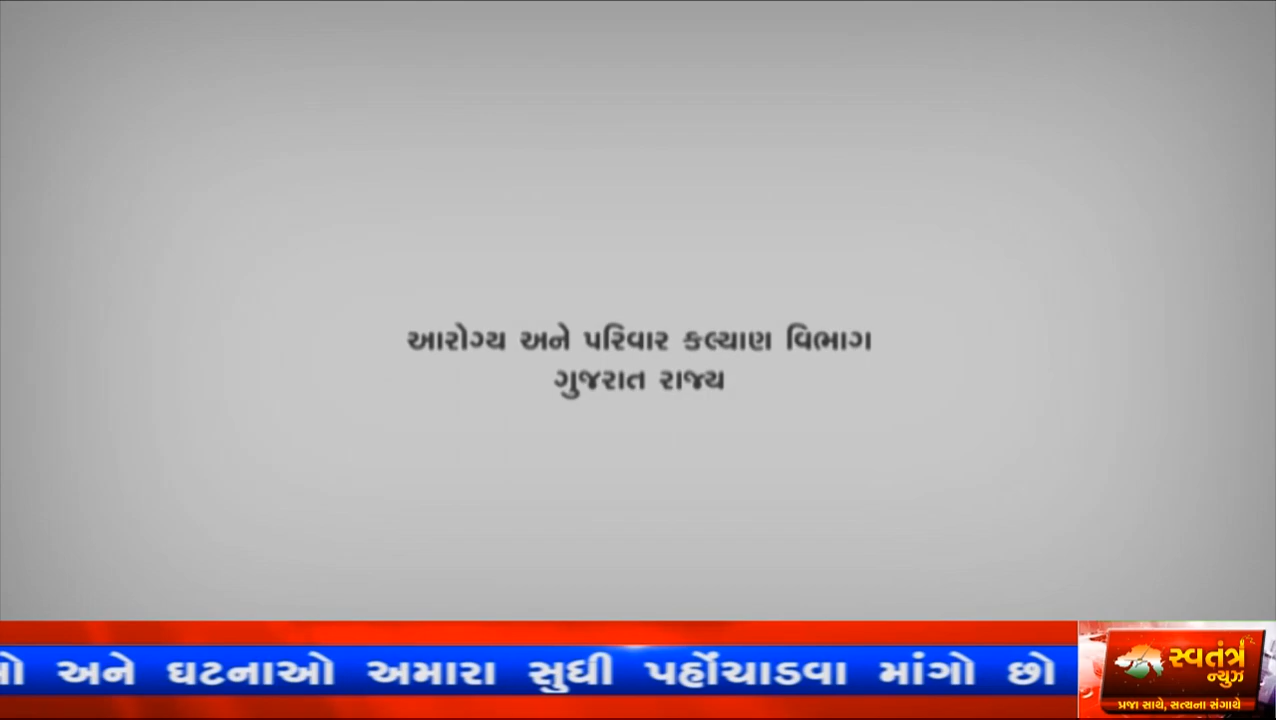 આરોગ્ય અને પરિવાર કલ્યાણ વિભાગ
ગુજરાત રાજ્ય
અને ઘટનાઓ અમારા સુધી પહોંચાડવા માંગો છો
સ્વતંત્ર
ન્યુઝ
પ્રજા સાથે, સત્યના સંગાથે